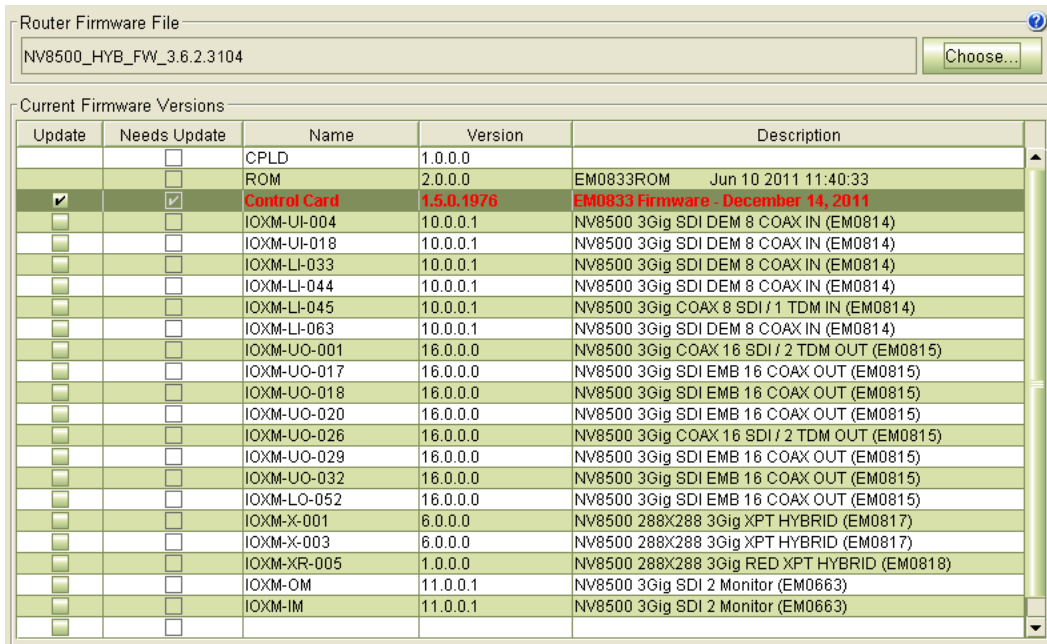 Router Firmware File
NV8500_HYB_FW_3.6.2.3104 Choose...
Current Firmware Versions
Update Needs Update Name Version Description
CPLD 1.0.0.0
ROM 2.0.0.0 EM0833ROM Jun 10 2011 11:40:33
Control Card 1.5.0.1976 EM0833 Firmware - December 14, 2011
IOXM-UI-004 10.0.0.1 NV8500 3Gig SDI DEM 8 COAX IN (EM0814)
IOXM-UI-018 10.0.0.1 NV8500 3Gig SDI DEM 8 COAX IN (EM0814)
IOXM-LI-033 10.0.0.1 NV8500 3Gig SDI DEM 8 COAX IN (EM0814)
IOXM-LI-044 10.0.0.1 NV8500 3Gig SDI DEM 8 COAX IN (EM0814)
IOXM-LI-045 10.0.0.1 NV8500 3Gig COAX 8 SDI / 1 TDM IN (EM0814)
IOXM-LI-063 10.0.0.1 NV8500 3Gig SDI DEM 8 COAX IN (EM0814)
IOXM-UO-001 16.0.0.0 NV8500 3Gig COAX 16 SDI / 2 TDM OUT (EM0815)
IOXM-UO-017 16.0.0.0 NV8500 3Gig SDI EMB 16 COAX OUT (EM0815)
IOXM-UO-018 16.0.0.0 NV8500 3Gig SDI EMB 16 COAX OUT (EM0815)
IOXM-UO-020 16.0.0.0 NV8500 3Gig SDI EMB 16 COAX OUT (EM0815)
IOXM-UO-026 16.0.0.0 NV8500 3Gig COAX 16 SDI / 2 TDM OUT (EM0815)
IOXM-UO-029 16.0.0.0 NV8500 3Gig SDI EMB 16 COAX OUT (EM0815)
IOXM-UO-032 16.0.0.0 NV8500 3Gig SDI EMB 16 COAX OUT (EM0815)
IOXM-LO-052 16.0.0.0 NV8500 3Gig SDI EMB 16 COAX OUT (EM0815)
IOXM-X-001 6.0.0.0 NV8500 288X288 3Gig XPT HYBRID (EM0817)
IOXM-X-003 6.0.0.0 NV8500 288X288 3Gig XPT HYBRID (EM0817)
IOXM-XR-005 1.0.0.0 NV8500 288X288 3Gig RED XPT HYBRID (EM0818)
IOXM-OM 11.0.0.1 NV8500 3Gig SDI 2 Monitor (EM0663)
IOXM-IM 11.0.0.1 NV8500 3Gig SDI 2 Monitor (EM0663)